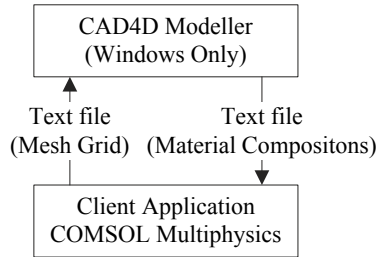 CAD4D Modeller
(Windows Only)
Text file
(Mesh Grid)
Text file
(Material Compositons)
Client Application
COMSOL Multiphysics